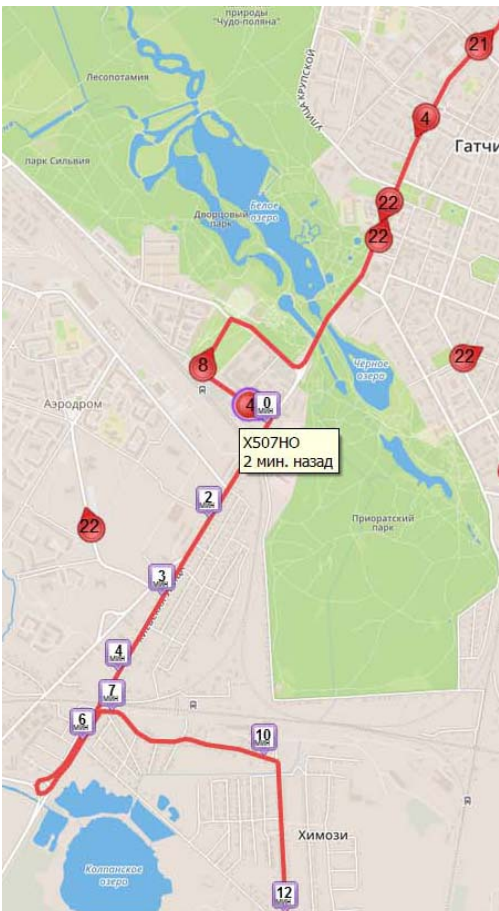 природы
"Чудо-поляна"
21
Лесопотамия
УЛИЦА КРУПСКОЙ
4
Гатчи
парк Сильвия
Белое
озеро
22
Дворцовый
парк
22
8
Чёрное
озеро
22
Аэродром
4
0
мин
X507HO
2 мин. назад
2
мин
22
Приоратский
парк
3
мин
4
мин
7
мин
6
мин
10
мин
Химози
Колпанское
озеро
12
мин